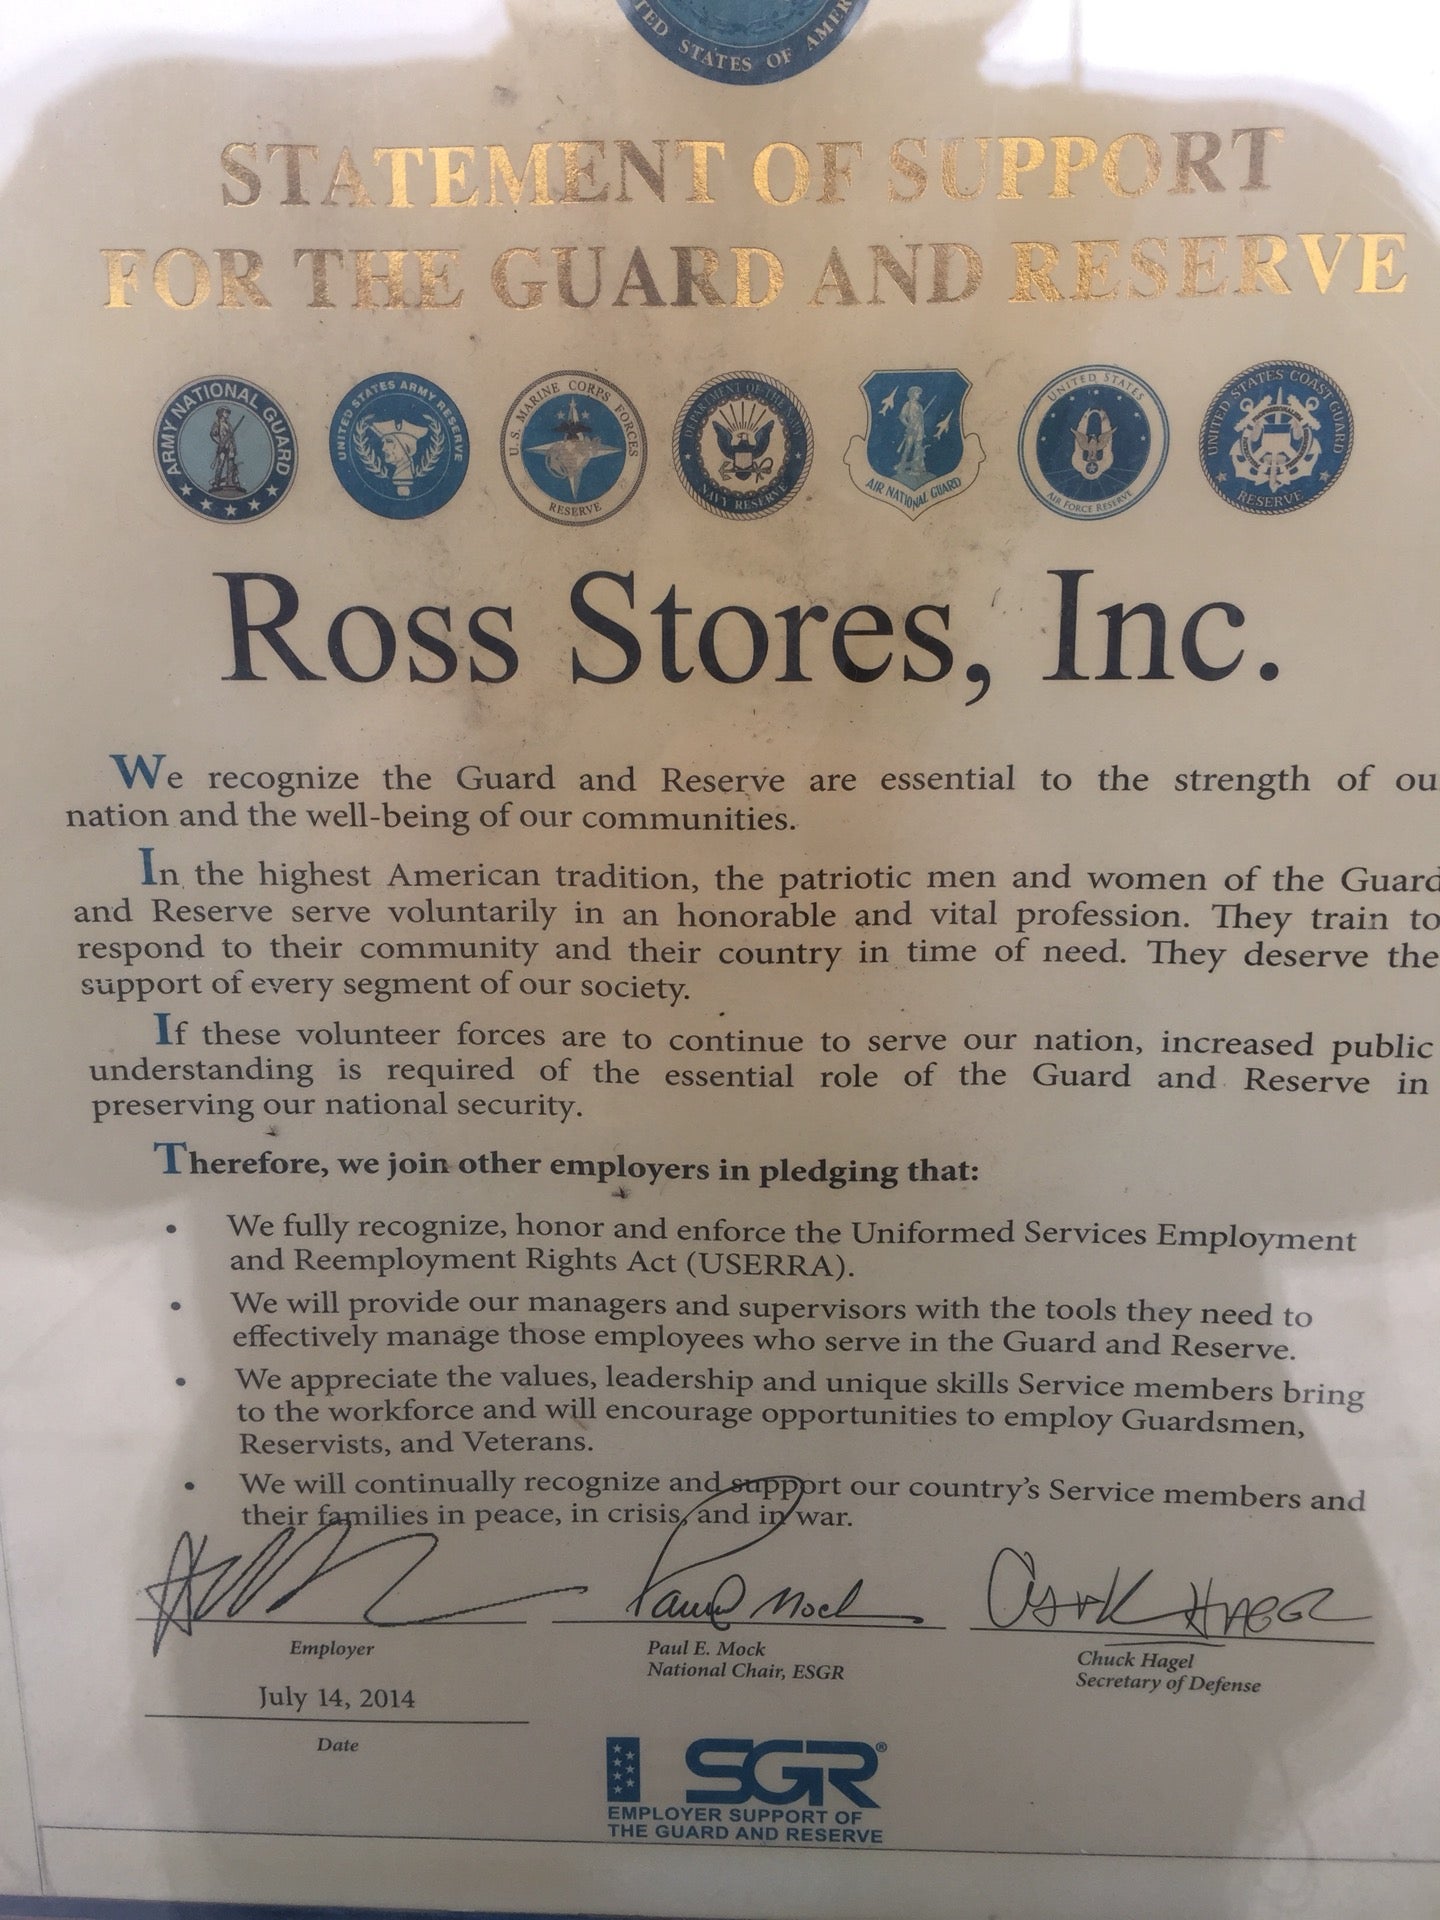 TED STATES OF AMER
STATEMENT OF SUPPORT
FOR THE GUARD AND RESERVE
ARMY NATIONAL GUARD
UNITED STATES ARMY RESERVE
U.S. MARINE CORPS FORCES
RESERVE
DEPARTMENT OF THE NAVY
NAVY RESERVE
AIR NATIONAL GUARD
UNITED STATES
AIR FORCE RESERVE
UNITED STATES COAST GUARD
RESERVE
Ross Stores, Inc.
We recognize the Guard and Reserve are essential to the strength of ou
nation and the well-being of our communities.
In the highest American tradition, the patriotic men and women of the Guard
and Reserve serve voluntarily in an honorable and vital profession. They train to
respond to their community and their country in time of need. They deserve the
support of every segment of our society.
If these volunteer forces are to continue to serve our nation, increased public
understanding is required of the essential role of the Guard and Reserve in
preserving our national security.
Therefore, we join other employers in pledging that:
• We fully recognize, honor and enforce the Uniformed Services Employment
and Reemployment Rights Act (USERRA).
• We will provide our managers and supervisors with the tools they need to
effectively manage those employees who serve in the Guard and Reserve.
• We appreciate the values, leadership and unique skills Service members bring
to the workforce and will encourage opportunities to employ Guardsmen,
Reservists, and Veterans.
• We will continually recognize and support our country's Service members and
their families in peace, in crisis, and in war.
Paul Mock Chuck Hagel
Employer Paul E. Mock Chuck Hagel
National Chair, ESGR Secretary of Defense
July 14, 2014
Date
ESGR®
EMPLOYER SUPPORT OF
THE GUARD AND RESERVE